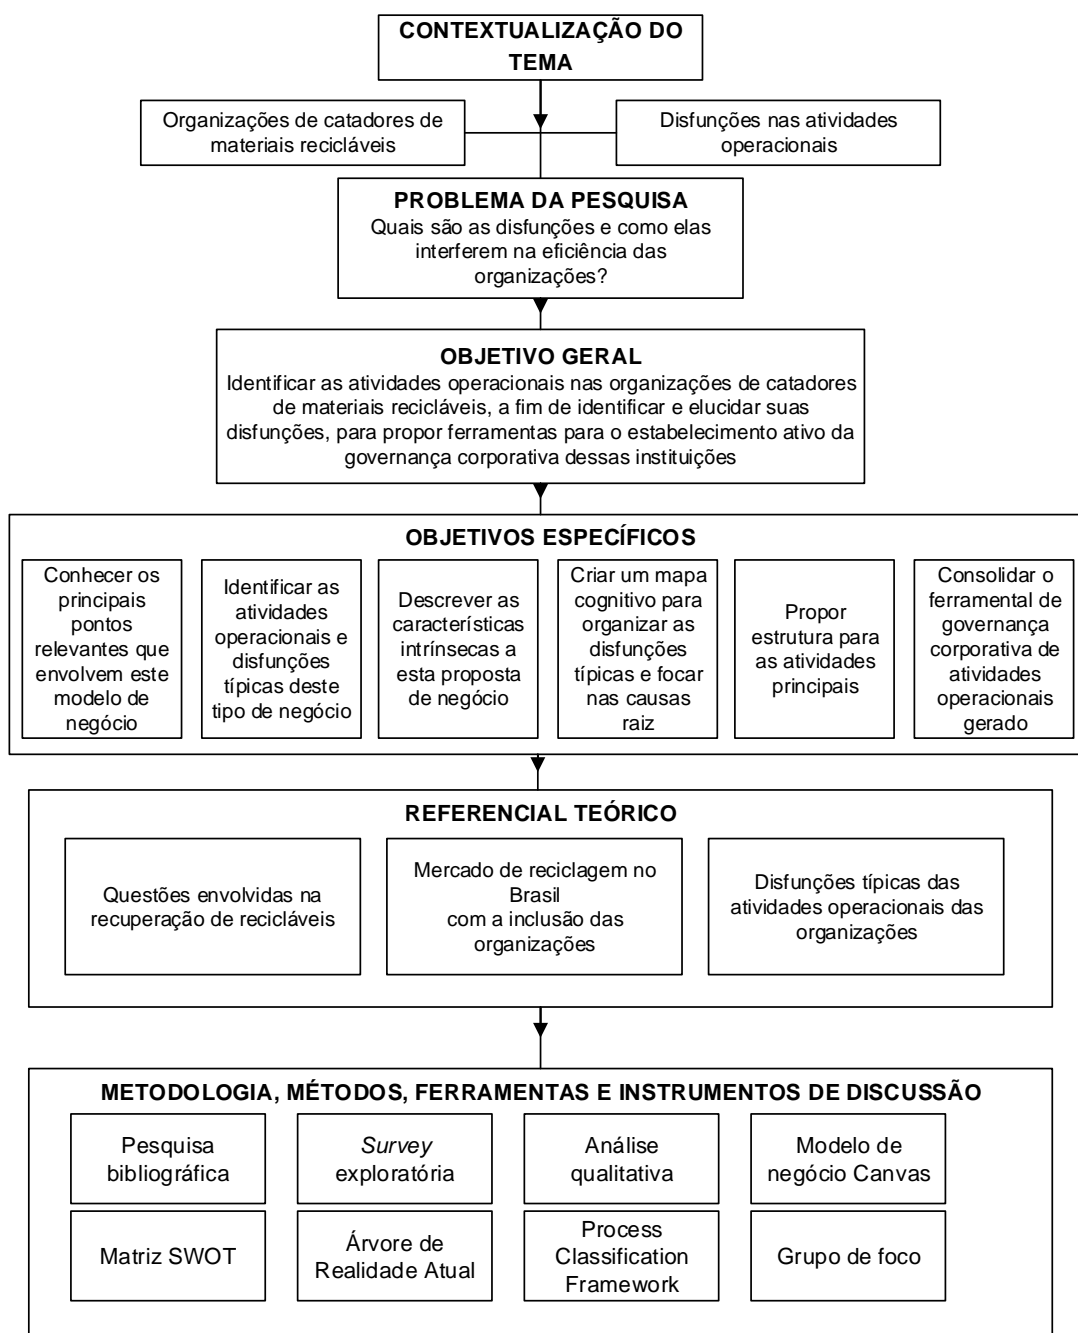 CONTEXTUALIZAÇÃO DO
TEMA
Organizações de catadores de
materiais recicláveis
Disfunções nas atividades
operacionais
PROBLEMA DA PESQUISA
Quais são as disfunções e como elas
interferem na eficiência das
organizações?
OBJETIVO GERAL
Identificar as atividades operacionais nas organizações de catadores
de materiais recicláveis, a fim de identificar e elucidar suas
disfunções, para propor ferramentas para o estabelecimento ativo da
governança corporativa dessas instituições
OBJETIVOS ESPECÍFICOS
Conhecer os
principais
pontos
relevantes que
envolvem este
modelo de
negócio
Identificar as
atividades
operacionais e
disfunções
típicas deste
tipo de negócio
Descrever as
características
intrínsecas a
esta proposta
de negócio
Criar um mapa
cognitivo para
organizar as
disfunções
típicas e focar
nas causas
raiz
Propor
estrutura para
as atividades
principais
Consolidar o
ferramental de
governança
corporativa de
atividades
operacionais
gerado
REFERENCIAL TEÓRICO
Questões envolvidas na
recuperação de recicláveis
Mercado de reciclagem no
Brasil
com a inclusão das
organizações
Disfunções típicas das
atividades operacionais das
organizações
METODOLOGIA, MÉTODOS, FERRAMENTAS E INSTRUMENTOS DE DISCUSSÃO
Pesquisa
bibliográfica
Survey
exploratória
Análise
qualitativa
Modelo de
negócio Canvas
Matriz SWOT
Árvore de
Realidade Atual
Process
Classification
Framework
Grupo de foco